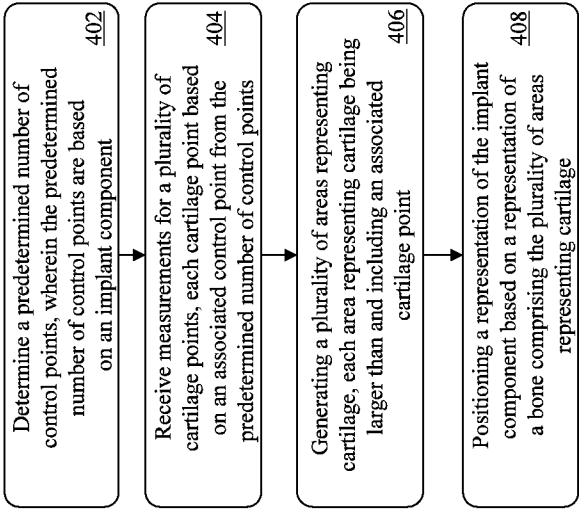 402
Determine a predetermined number of
control points, wherein the predetermined
number of control points are based
on an implant component
404
Receive measurements for a plurality of
cartilage points, each cartilage point based
on an associated control point from the
predetermined number of control points
406
Generating a plurality of areas representing
cartilage, each area representing cartilage being
larger than and including an associated
cartilage point
408
Positioning a representation of the implant
component based on a representation of
a bone comprising the plurality of areas
representing cartilage